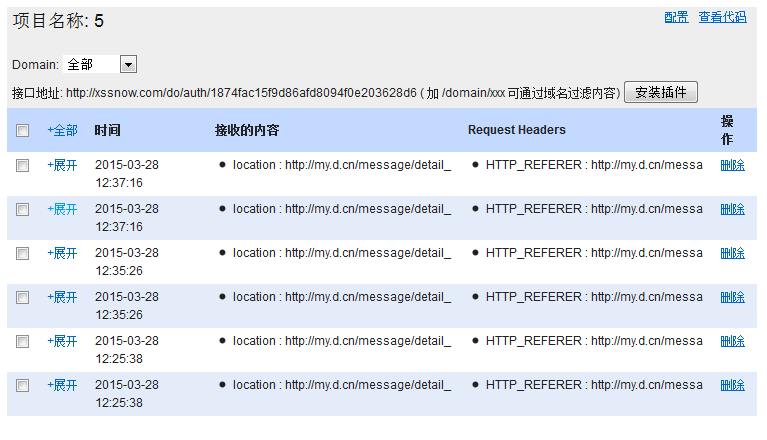 项目名称: 5
配置 查看代码
Domain: 全部
接口地址: http://xssnow.com/do/auth/1874fac15f9d86afd8094f0e203628d6 ( 加 /domain/xxx 可通过域名过滤内容) 安装插件
+全部 时间 接收的内容 Request Headers 操
作
+展开 2015-03-28 location : http://my.d.cn/message/detail_ HTTP_REFERER : http://my.d.cn/messa 删除
12:37:16
+展开 2015-03-28 location : http://my.d.cn/message/detail_ HTTP_REFERER : http://my.d.cn/messa 删除
12:37:16
+展开 2015-03-28 location : http://my.d.cn/message/detail_ HTTP_REFERER : http://my.d.cn/messa 删除
12:35:26
+展开 2015-03-28 location : http://my.d.cn/message/detail_ HTTP_REFERER : http://my.d.cn/messa 删除
12:35:26
+展开 2015-03-28 location : http://my.d.cn/message/detail_ HTTP_REFERER : http://my.d.cn/messa 删除
12:25:38
+展开 2015-03-28 location : http://my.d.cn/message/detail_ HTTP_REFERER : http://my.d.cn/messa 删除
12:25:38